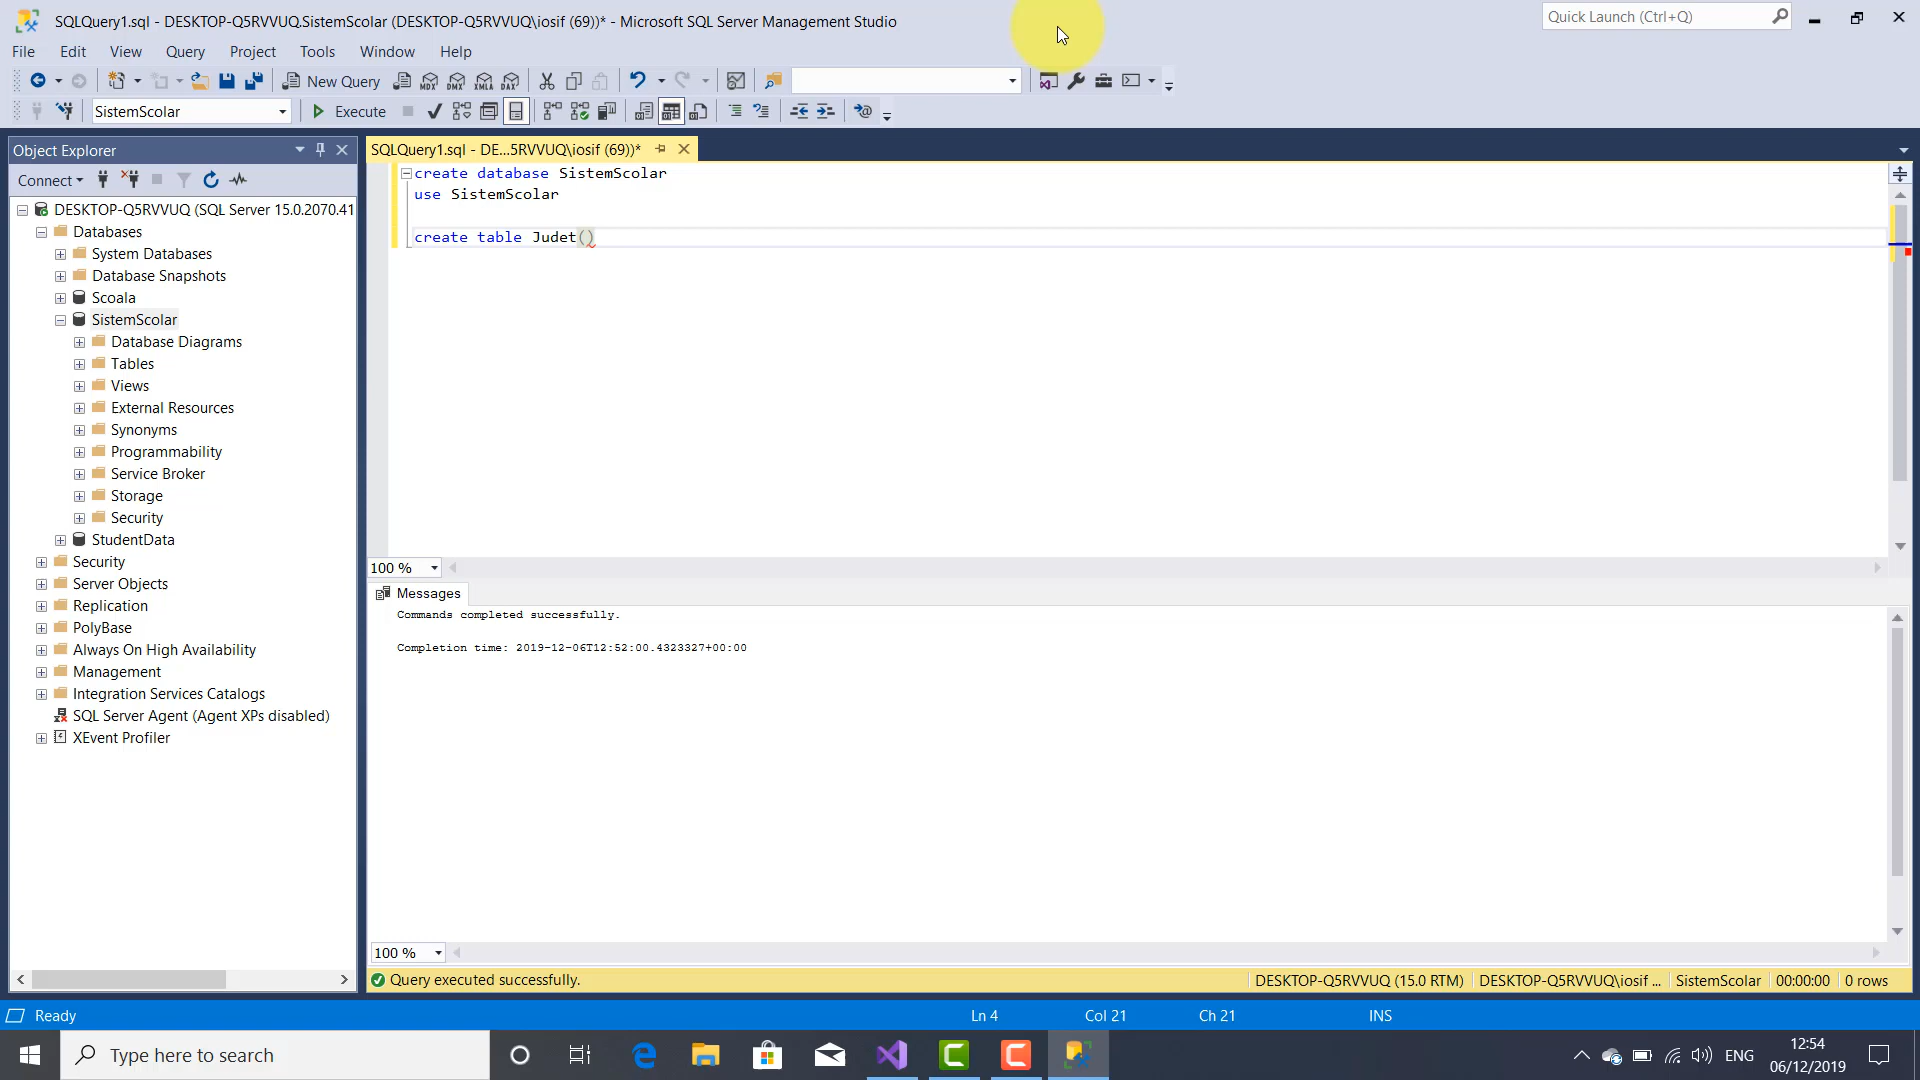 SQLQuery1.sql - DESKTOP-Q5RVVUQ.SistemScolar (DESKTOP-Q5RVVUQ\iosif (69))* - Microsoft SQL Server Management Studio
Quick Launch (Ctrl+Q)
File Edit View Query Project Tools Window Help
New Query
MDX DMX XMLA DAX
SistemScolar
Execute
Object Explorer
SQLQuery1.sql - DE...5RVVUQ\iosif (69))*
Connect
create database SistemScolar
use SistemScolar
create table Judet()
DESKTOP-Q5RVVUQ (SQL Server 15.0.2070.41
Databases
System Databases
Database Snapshots
Scoala
SistemScolar
Database Diagrams
Tables
Views
External Resources
Synonyms
Programmability
Service Broker
Storage
Security
StudentData
Security
Server Objects
Replication
PolyBase
Always On High Availability
Management
Integration Services Catalogs
SQL Server Agent (Agent XPs disabled)
XEvent Profiler
100 %
Messages
Commands completed successfully.
Completion time: 2019-12-06T12:52:00.4323327+00:00
100 %
Query executed successfully.
DESKTOP-Q5RVVUQ (15.0 RTM)
DESKTOP-Q5RVVUQ\iosif ...
SistemScolar
00:00:00
0 rows
Ready
Ln 4
Col 21
Ch 21
INS
Type here to search
ENG
12:54
06/12/2019